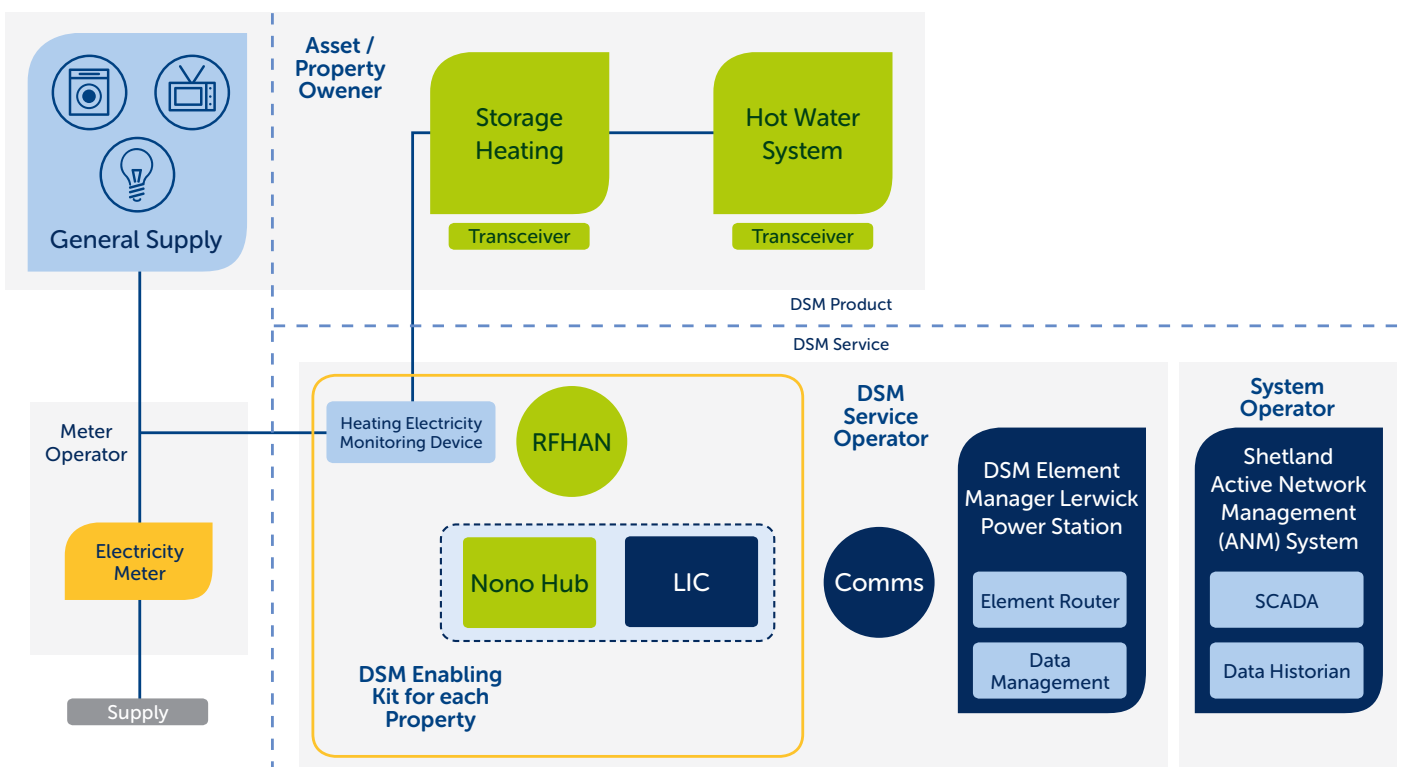 General Supply
Asset /
Property
Owener
Storage
Heating
Hot Water
System
Transceiver
Transceiver
DSM Product
DSM Service
Meter
Operator
Electricity
Meter
Supply
Heating Electricity
Monitoring Device
RFHAN
Nono Hub
LIC
DSM Enabling
Kit for each
Property
DSM
Service
Operator
Comms
DSM Element
Manager Lerwick
Power Station
Element Router
Data
Management
System
Operator
Shetland
Active Network
Management
(ANM) System
SCADA
Data Historian